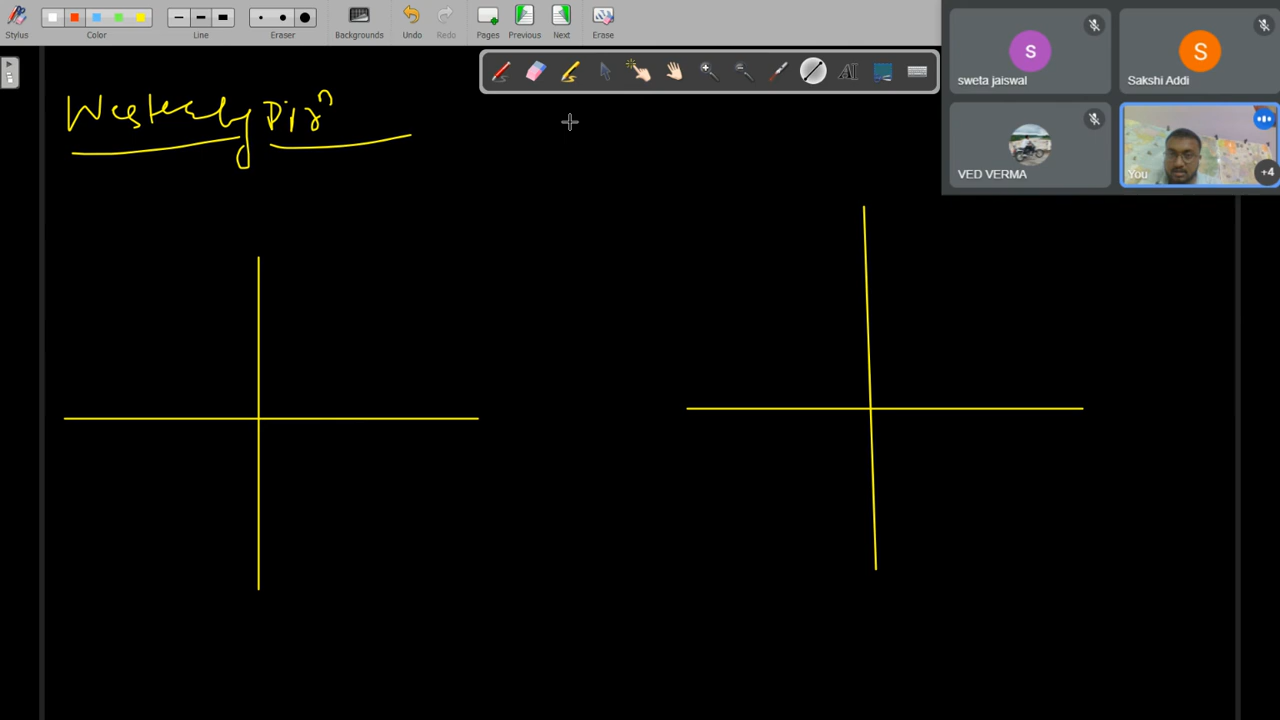 Stylus Color Line Eraser Backgrounds Undo Redo Pages Previous Next Erase
S sweta jaiswal
S Sakshi Addi
VED VERMA
You +4
Westerly Dirⁿ